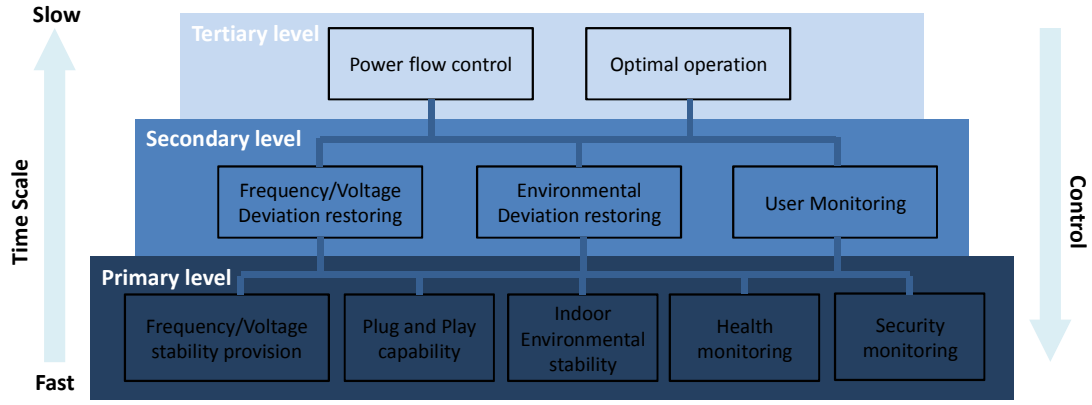 Slow
Tertiary level
Power flow control
Optimal operation
Secondary level
Frequency/Voltage
Deviation restoring
Environmental
Deviation restoring
User Monitoring
Time Scale
Control
Primary level
Frequency/Voltage
stability provision
Plug and Play
capability
Indoor
Environmental
stability
Health
monitoring
Security
monitoring
Fast